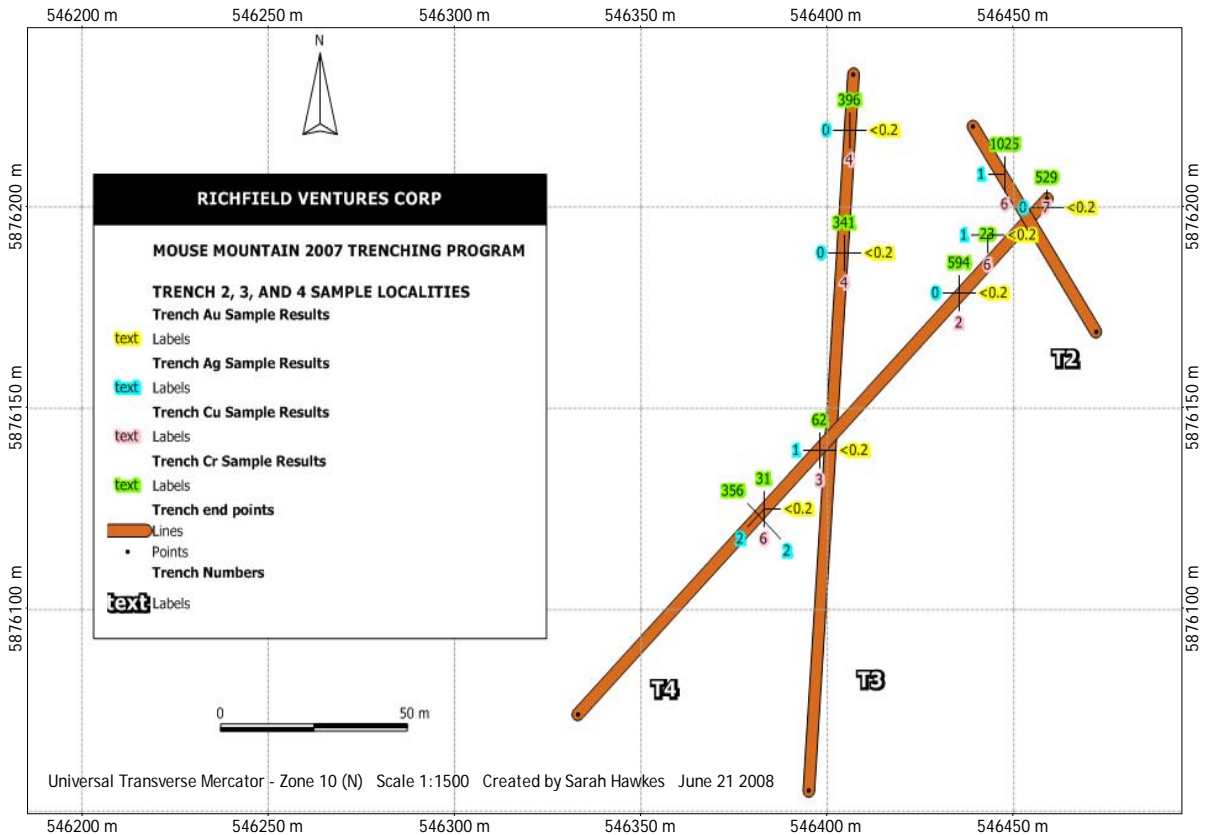 546200 m 546250 m 546300 m 546350 m 546400 m 546450 m
N
RICHFIELD VENTURES CORP
MOUSE MOUNTAIN 2007 TRENCHING PROGRAM
TRENCH 2, 3, AND 4 SAMPLE LOCALITIES
Trench Au Sample Results
text Labels
Trench Ag Sample Results
text Labels
Trench Cu Sample Results
text Labels
Trench Cr Sample Results
text Labels
Trench end points
Lines
Points
Trench Numbers
text Labels
396
0 <0.2
4
341
0 <0.2
4
1025
1
6
529
0 7 <0.2
1 23 <0.2
6
594
0 <0.2
2
T2
62
1 <0.2
3
356 31
<0.2
2 6 2
T4 T3
0 50 m
5876200 m
5876150 m
5876100 m
5876200 m
5876150 m
5876100 m
Universal Transverse Mercator - Zone 10 (N) Scale 1:1500 Created by Sarah Hawkes June 21 2008
546200 m 546250 m 546300 m 546350 m 546400 m 546450 m